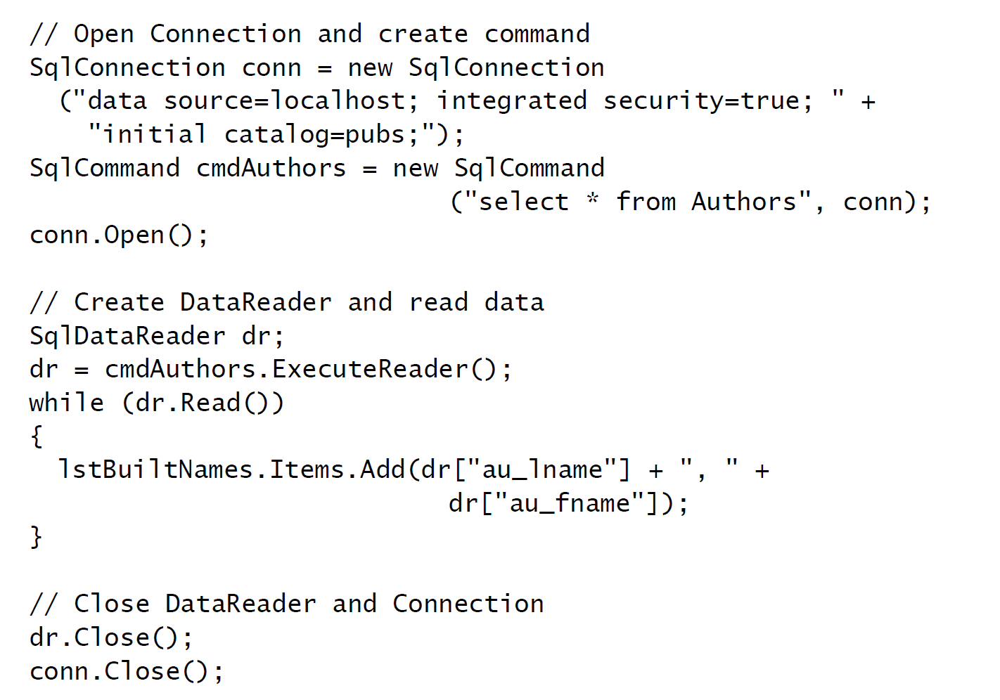 // Open Connection and create command
SqlConnection conn = new SqlConnection
("data source=localhost; integrated security=true; " +
"initial catalog=pubs;");
SqlCommand cmdAuthors = new SqlCommand
("select * from Authors", conn);
conn.Open();
// Create DataReader and read data
SqlDataReader dr;
dr = cmdAuthors.ExecuteReader();
while (dr.Read())
{
lstBuiltNames.Items.Add(dr["au_lname"] + ", " +
dr["au_fname"]);
}
// Close DataReader and Connection
dr.Close();
conn.Close();